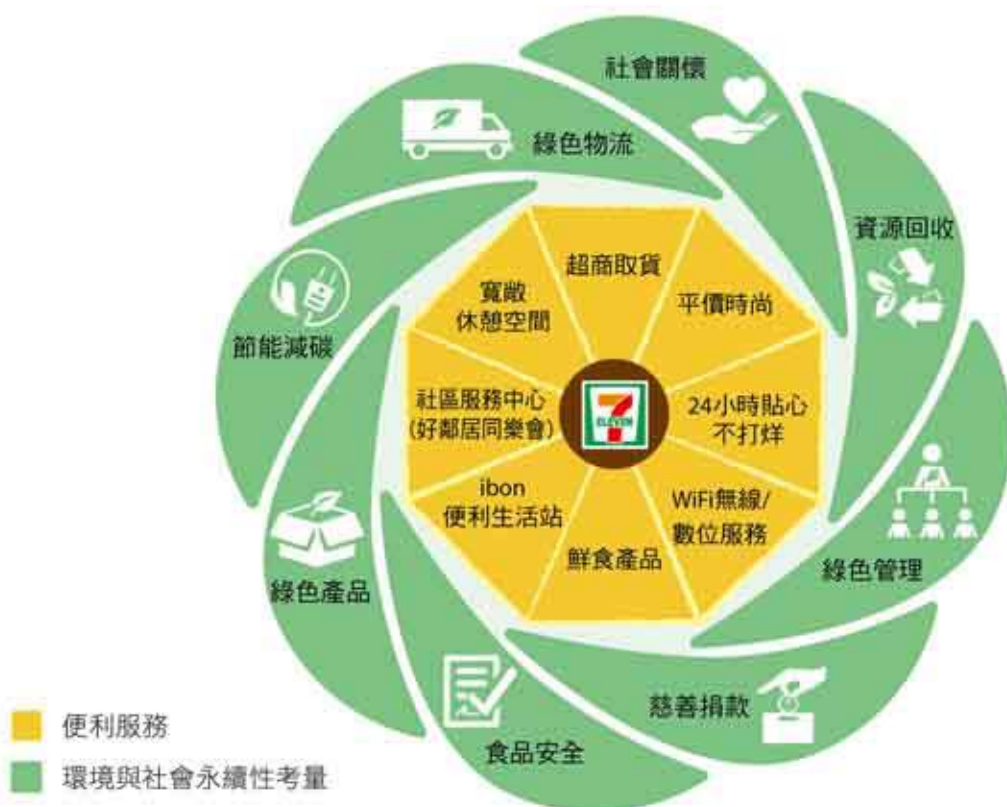 社會關懷
綠色物流
資源回收
節能減碳
綠色管理
綠色產品
慈善捐款
食品安全
超商取貨
平價時尚
寬敞
休憩空間
24小時貼心
不打烊
社區服務中心
(好鄰居同樂會)
WiFi無線/
數位服務
ibon
便利生活站
鮮食產品
7
ELEVEN
便利服務
環境與社會永續性考量